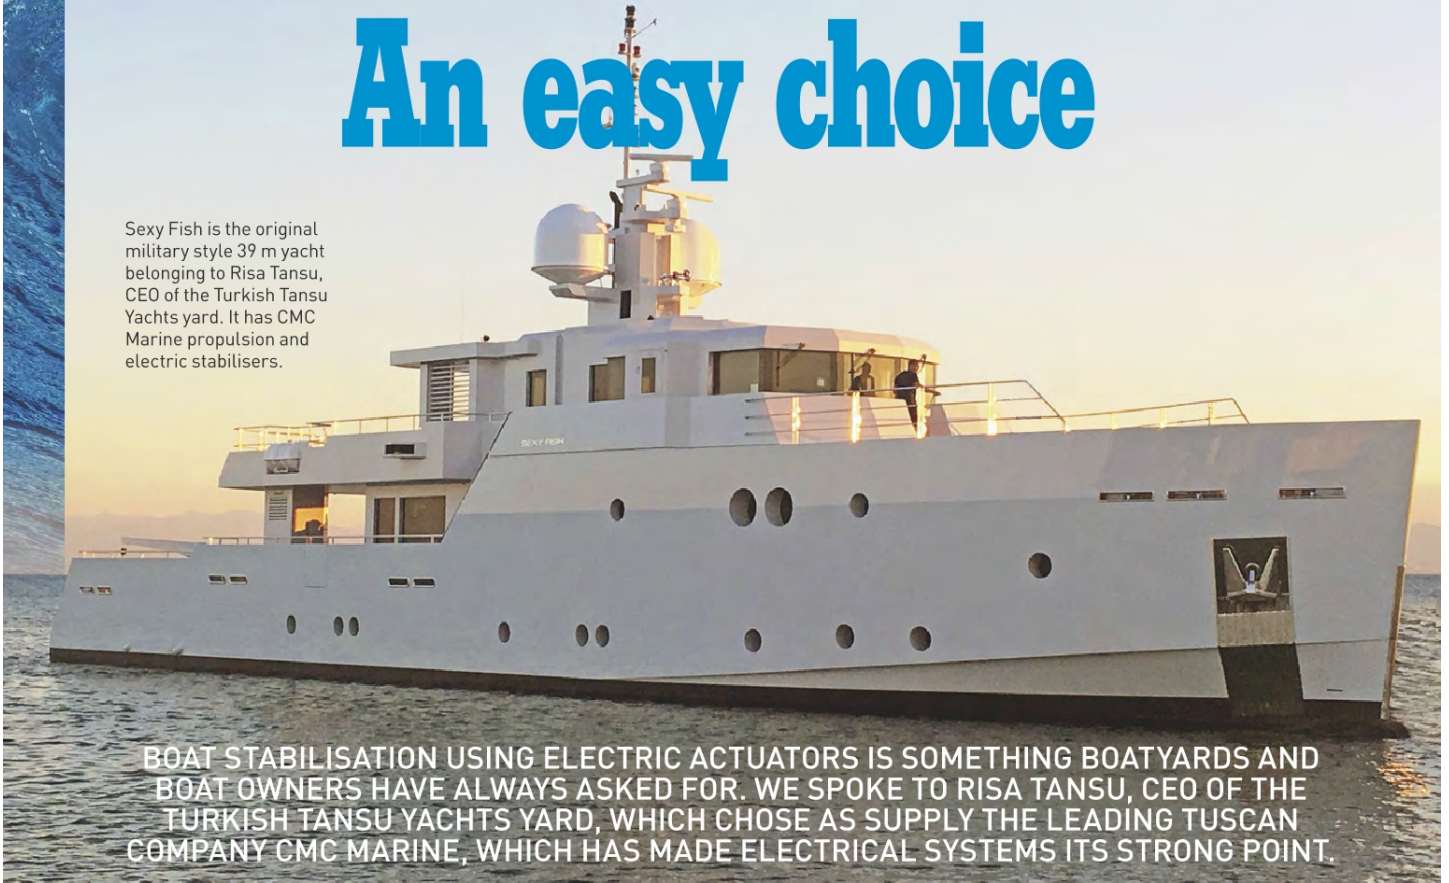 An easy choice
Sexy Fish is the original
military style 39 m yacht
belonging to Risa Tansu,
CEO of the Turkish Tansu
Yachts yard. It has CMC
Marine propulsion and
electric stabilisers.
SEXY FISH
BOAT STABILISATION USING ELECTRIC ACTUATORS IS SOMETHING BOATYARDS AND
BOAT OWNERS HAVE ALWAYS ASKED FOR. WE SPOKE TO RISA TANSU, CEO OF THE
TURKISH TANSU YACHTS YARD, WHICH CHOSE AS SUPPLY THE LEADING TUSCAN
COMPANY CMC MARINE, WHICH HAS MADE ELECTRICAL SYSTEMS ITS STRONG POINT.